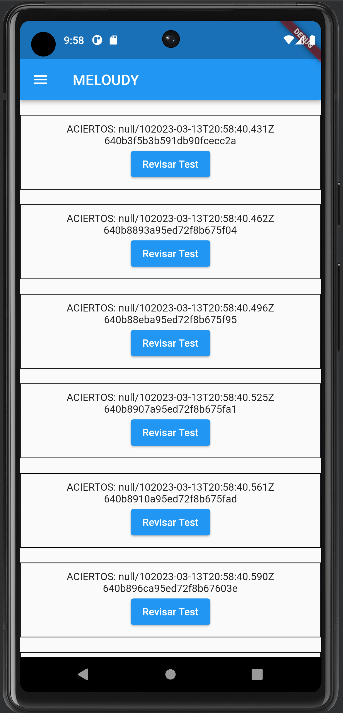 9:58
DEBUG
MELOUDY
ACIERTOS: null/102023-03-13T20:58:40.431Z
640b3f5b3b591db90fcecc2a
Revisar Test
ACIERTOS: null/102023-03-13T20:58:40.462Z
640b8893a95ed72f8b675f04
Revisar Test
ACIERTOS: null/102023-03-13T20:58:40.496Z
640b88eba95ed72f8b675f95
Revisar Test
ACIERTOS: null/102023-03-13T20:58:40.525Z
640b8907a95ed72f8b675fa1
Revisar Test
ACIERTOS: null/102023-03-13T20:58:40.561Z
640b8910a95ed72f8b675fad
Revisar Test
ACIERTOS: null/102023-03-13T20:58:40.590Z
640b896ca95ed72f8b67603e
Revisar Test